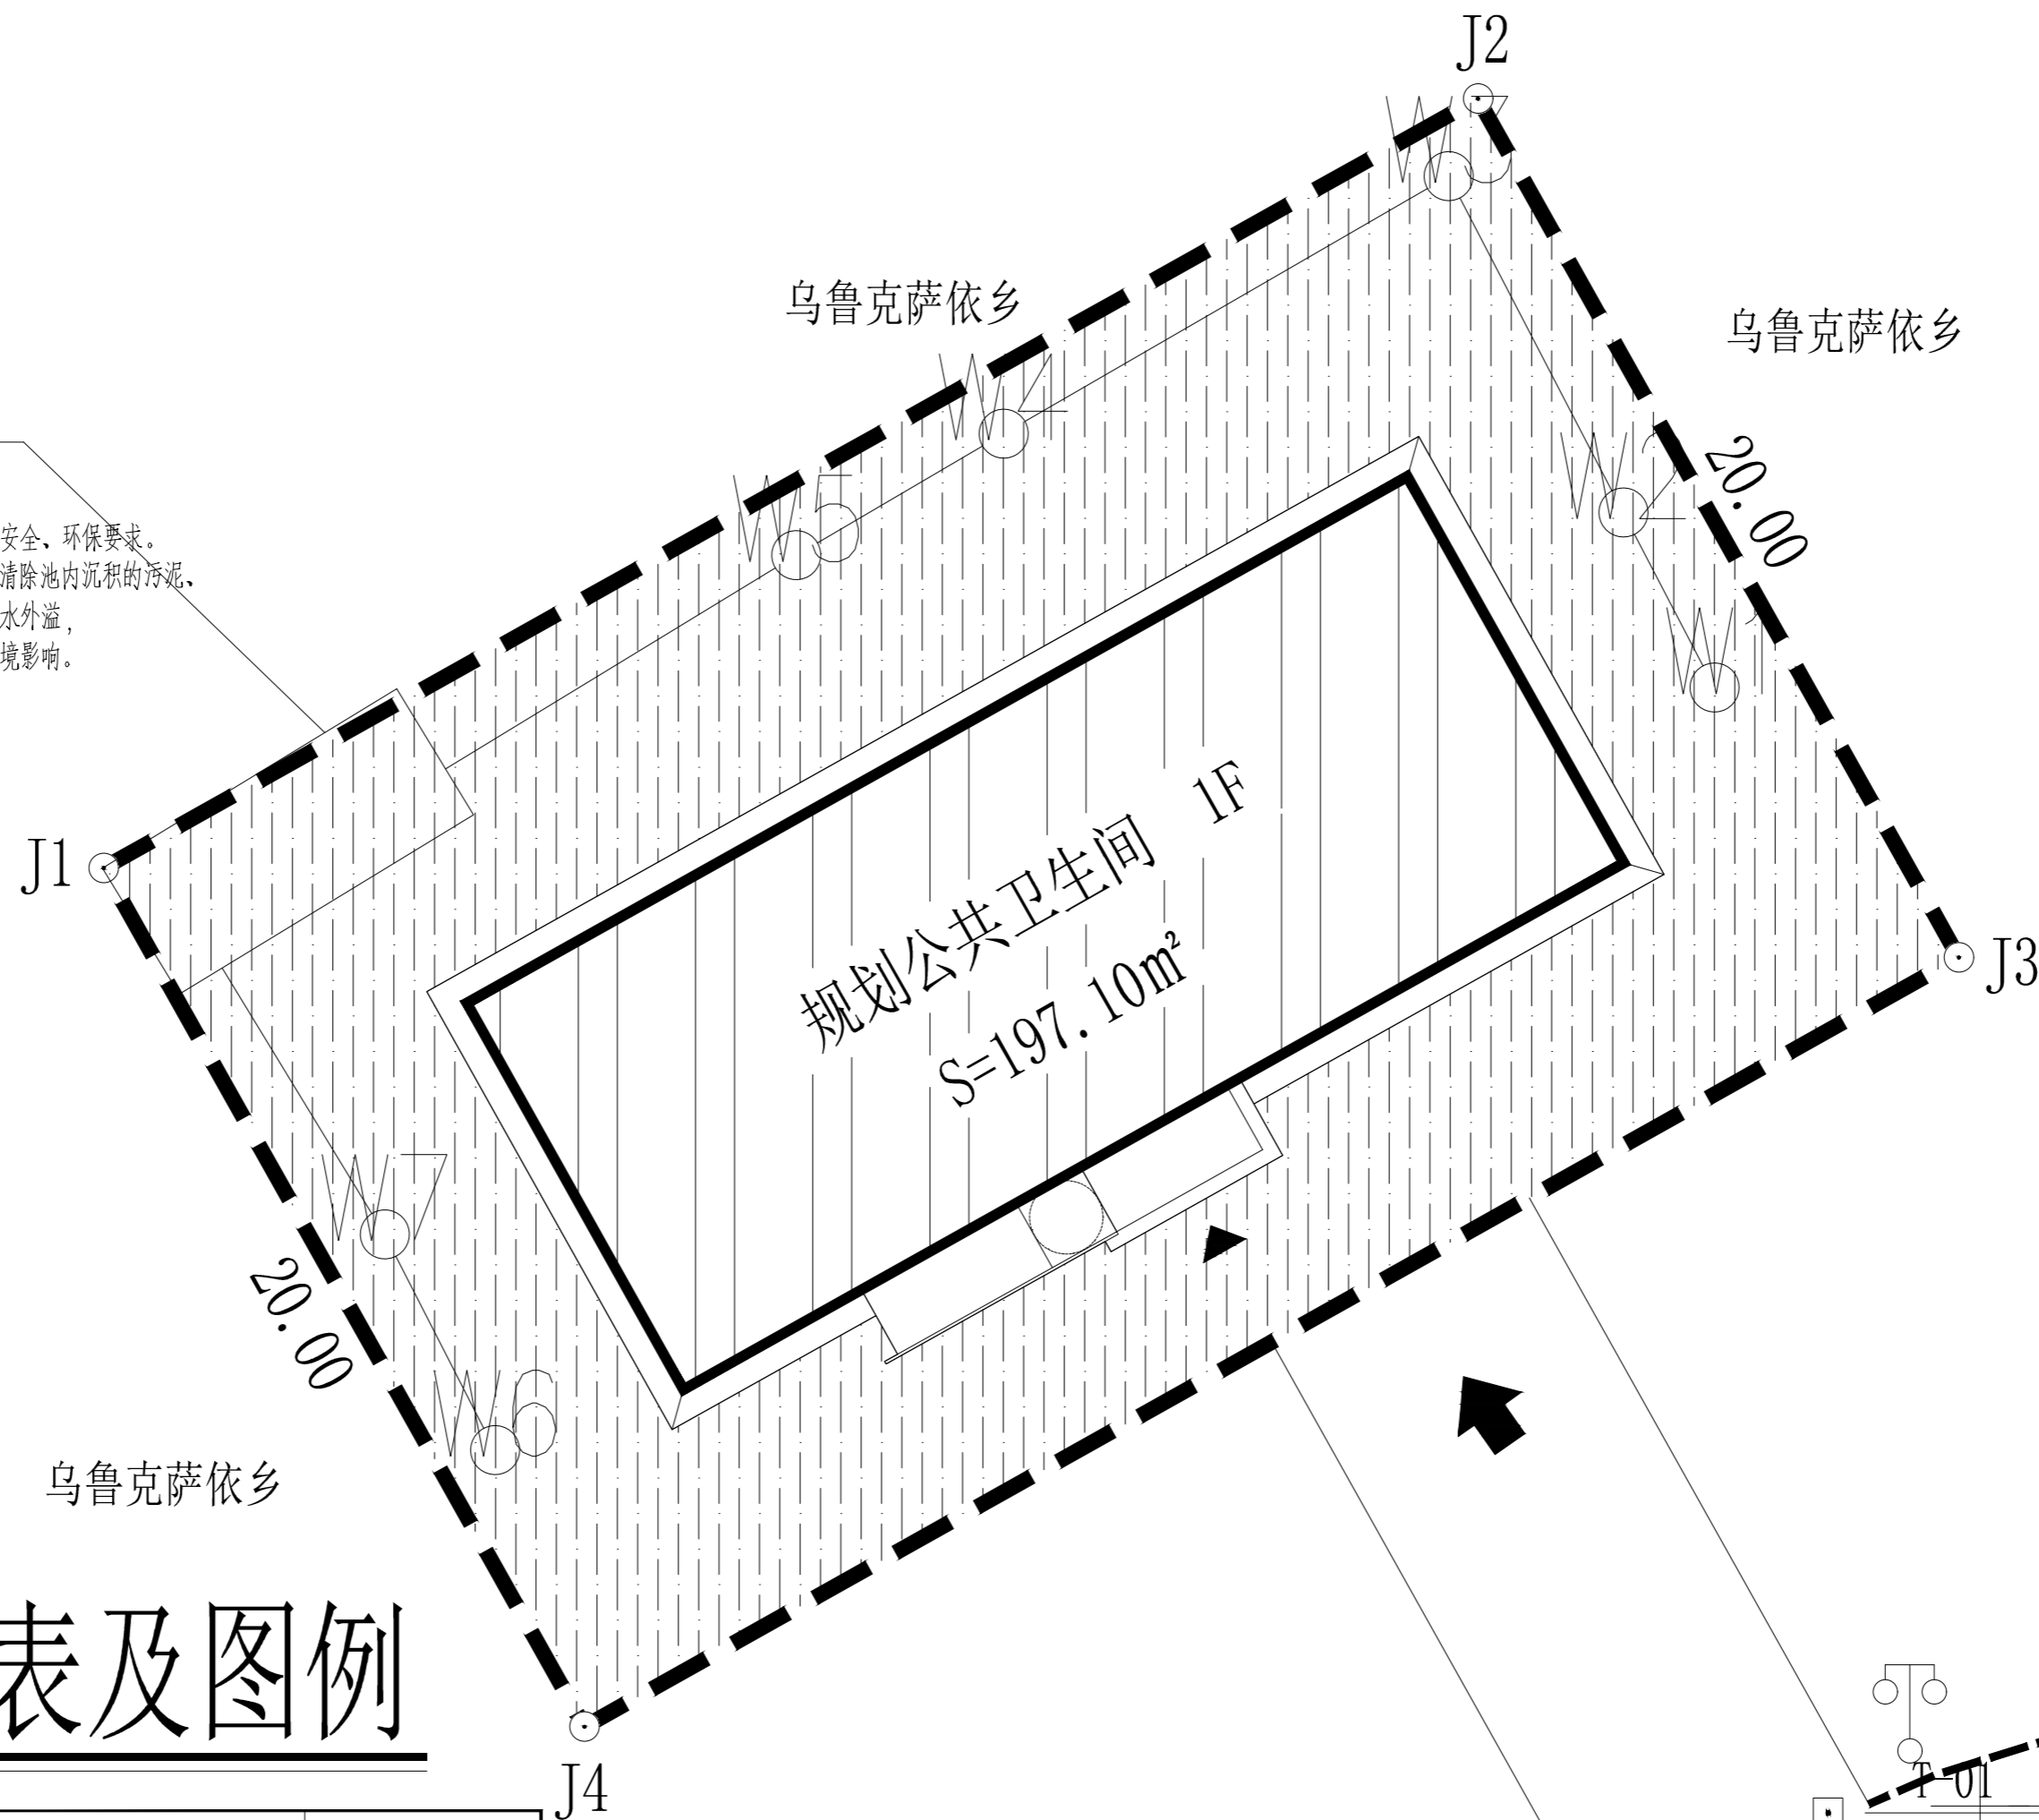 J2
W3
乌鲁克萨依乡
乌鲁克萨依乡
W4
W2
20.00
W5
安全、环保要求。
清除池内沉积的污泥、
水外溢，
境影响。
W1
J1
规划公共卫生间 1F
S=197.10m²
J3
W7
20.00
W6
乌鲁克萨依乡
表及图例
J4
T-01